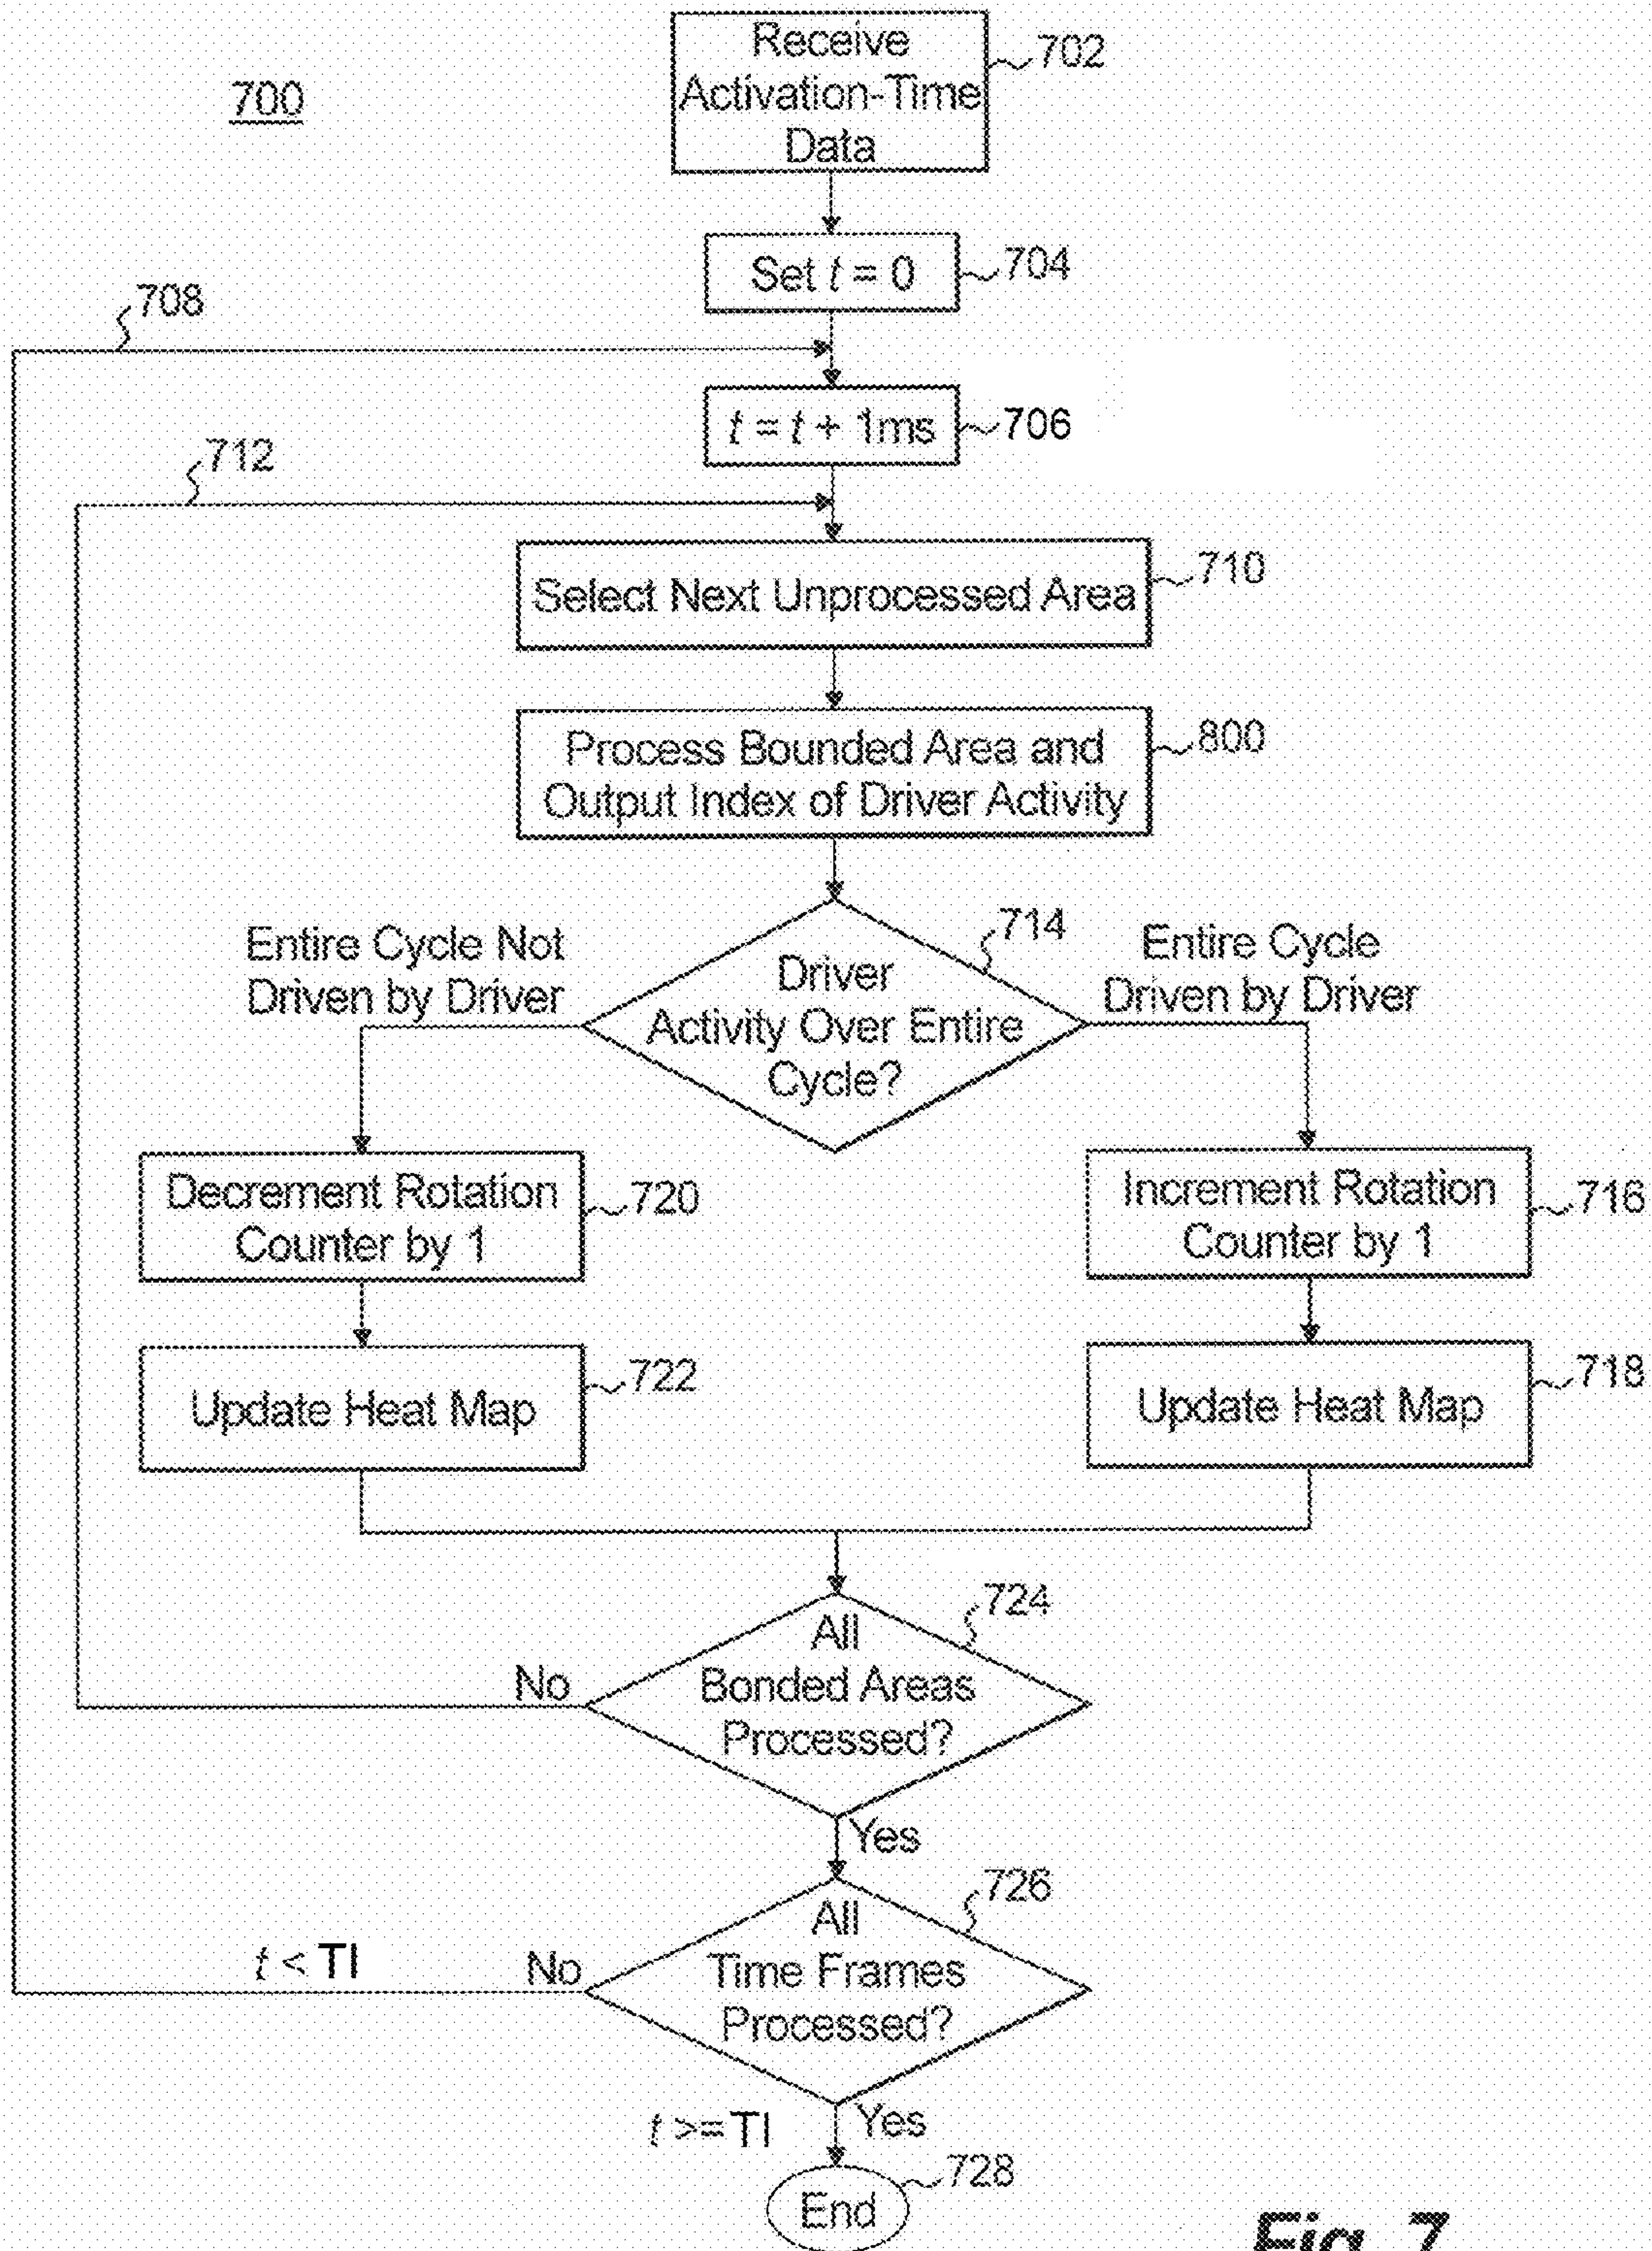 700
Receive
Activation-Time
Data
702
Set t = 0
704
708
t = t + 1ms
706
712
Select Next Unprocessed Area
710
Process Bounded Area and
Output Index of Driver Activity
800
714
Entire Cycle Not
Driven by Driver
Driver
Activity Over Entire
Cycle?
Entire Cycle
Driven by Driver
Decrement Rotation
Counter by 1
720
Increment Rotation
Counter by 1
716
Update Heat Map
722
Update Heat Map
718
724
All
Bonded Areas
Processed?
No
Yes
726
All
Time Frames
Processed?
t < TI
No
t >= TI
Yes
End
728
Fig. 7